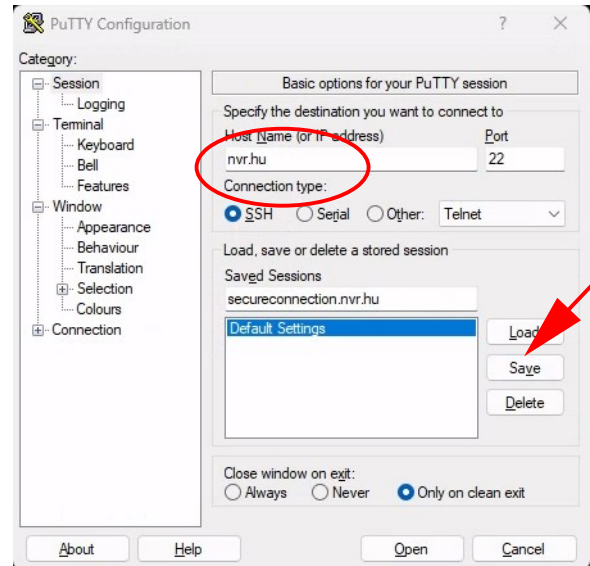 PuTTY Configuration
?
Category:
Session
Logging
Terminal
Keyboard
Bell
Features
Window
Appearance
Behaviour
Translation
Selection
Colours
Connection
Basic options for your PuTTY session
Specify the destination you want to connect to
Host Name (or IP address)
Port
nvr.hu
22
Connection type:
SSH
Serial
Other:
Telnet
Load, save or delete a stored session
Saved Sessions
secureconnection.nvr.hu
Default Settings
Load
Save
Delete
Close window on exit:
Always
Never
Only on clean exit
About
Help
Open
Cancel